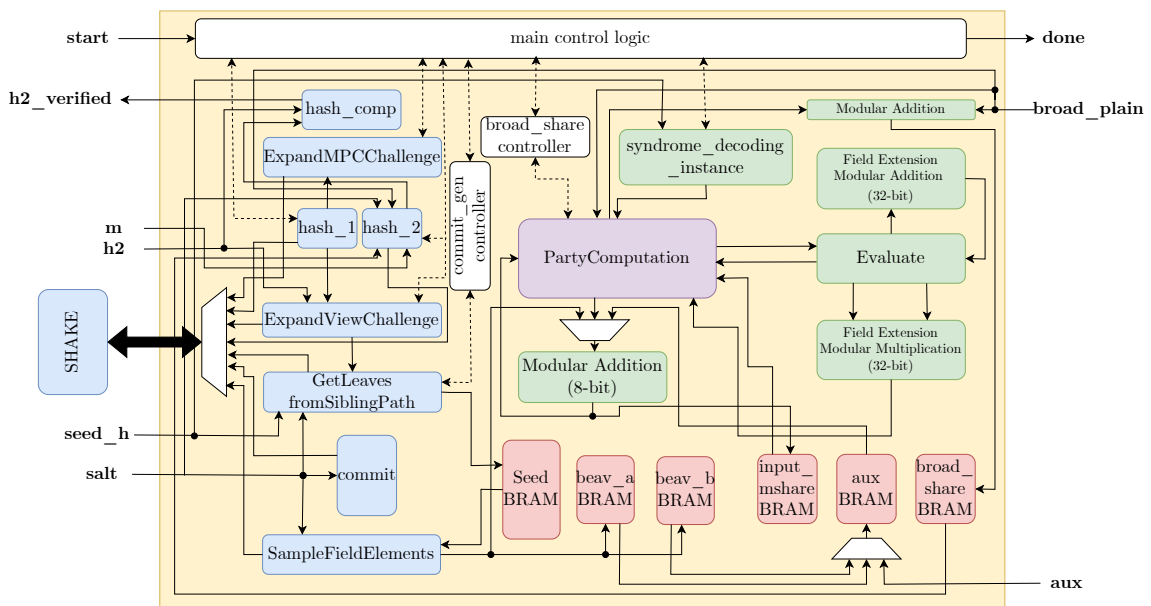 start
main control logic
done
h2_verified
hash_comp
broad_share
controller
Modular Addition
broad_plain
syndrome_decoding
_instance
ExpandMPCChallenge
Field Extension
Modular Addition
(32-bit)
commit_gen
controller
m
h2
hash_1
hash_2
PartyComputation
Evaluate
SHAKE
ExpandViewChallenge
Field Extension
Modular Multiplication
(32-bit)
Modular Addition
(8-bit)
GetLeaves
fromSiblingPath
seed_h
salt
commit
Seed
BRAM
beav_a
BRAM
beav_b
BRAM
input_
mshare
BRAM
aux
BRAM
broad_
share
BRAM
SampleFieldElements
aux